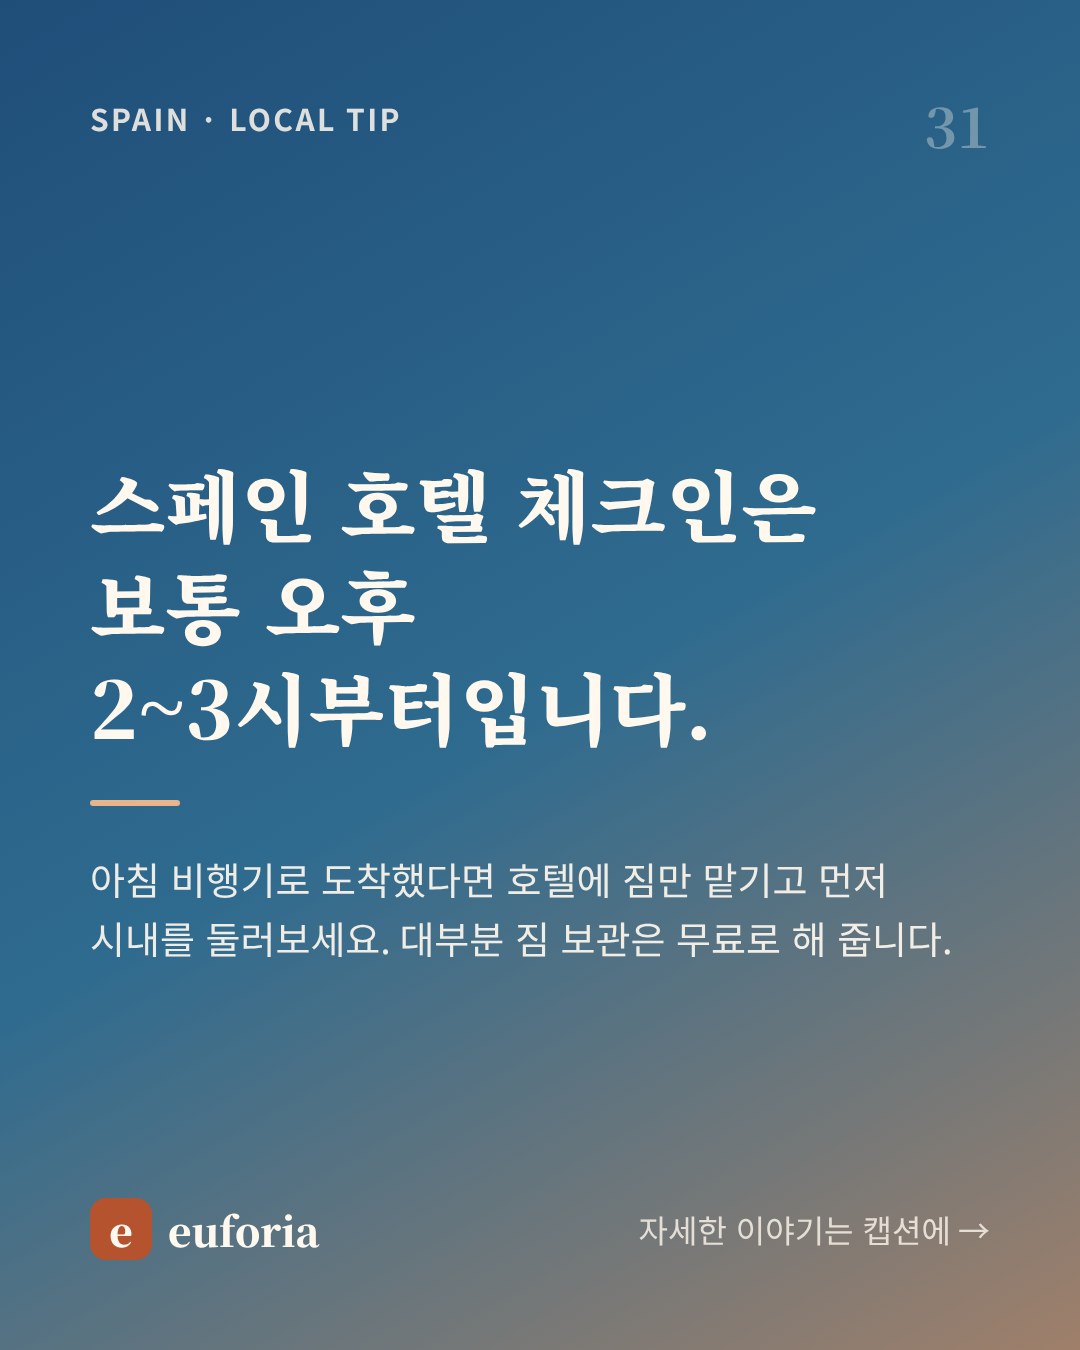 SPAIN · LOCAL TIP
31
스페인 호텔 체크인은
보통 오후
2~3시부터입니다.
아침 비행기로 도착했다면 호텔에 짐만 맡기고 먼저
시내를 둘러보세요. 대부분 짐 보관은 무료로 해 줍니다.
e euforia
자세한 이야기는 캡션에 →